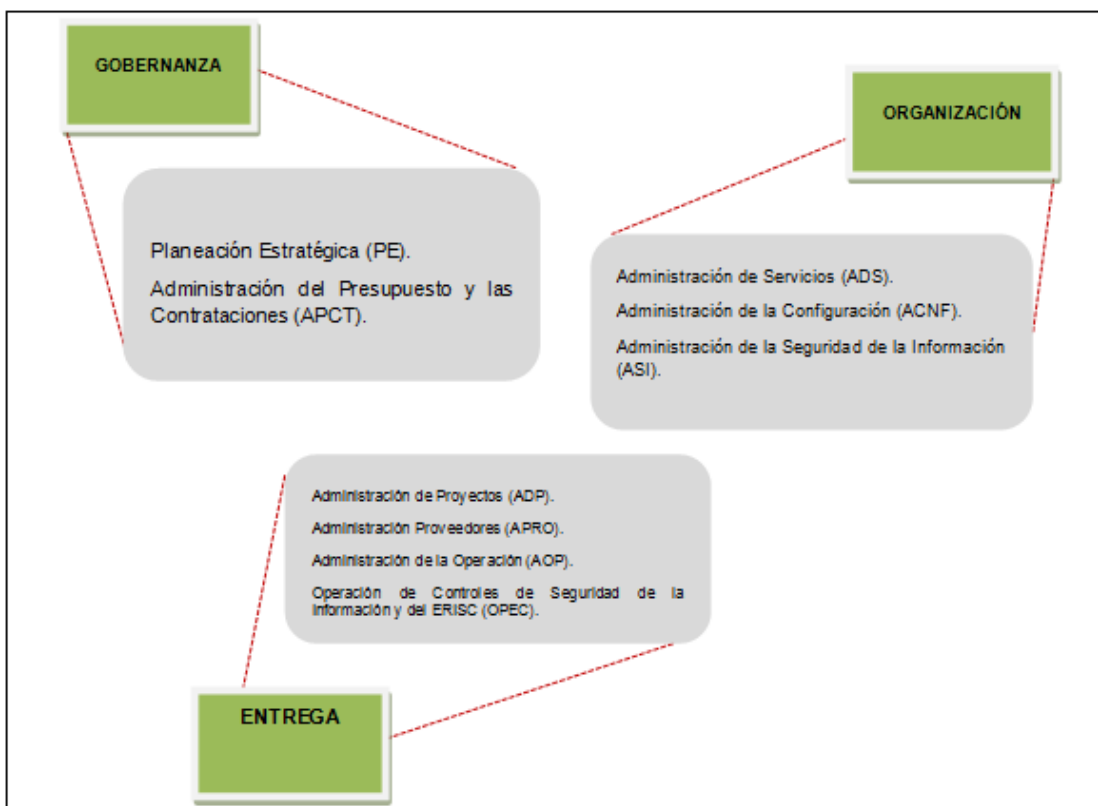 GOBERNANZA
Planeación Estratégica (PE).
Administración del Presupuesto y las
Contrataciones (APCT).
ORGANIZACIÓN
Administración de Servicios (ADS).
Administración de la Configuración (ACNF).
Administración de la Seguridad de la Información
(ASI).
Administración de Proyectos (ADP).
Administración Proveedores (APRO).
Administración de la Operación (AOP).
Operación de Controles de Seguridad de la
Información y del ERISC (OPEC).
ENTREGA